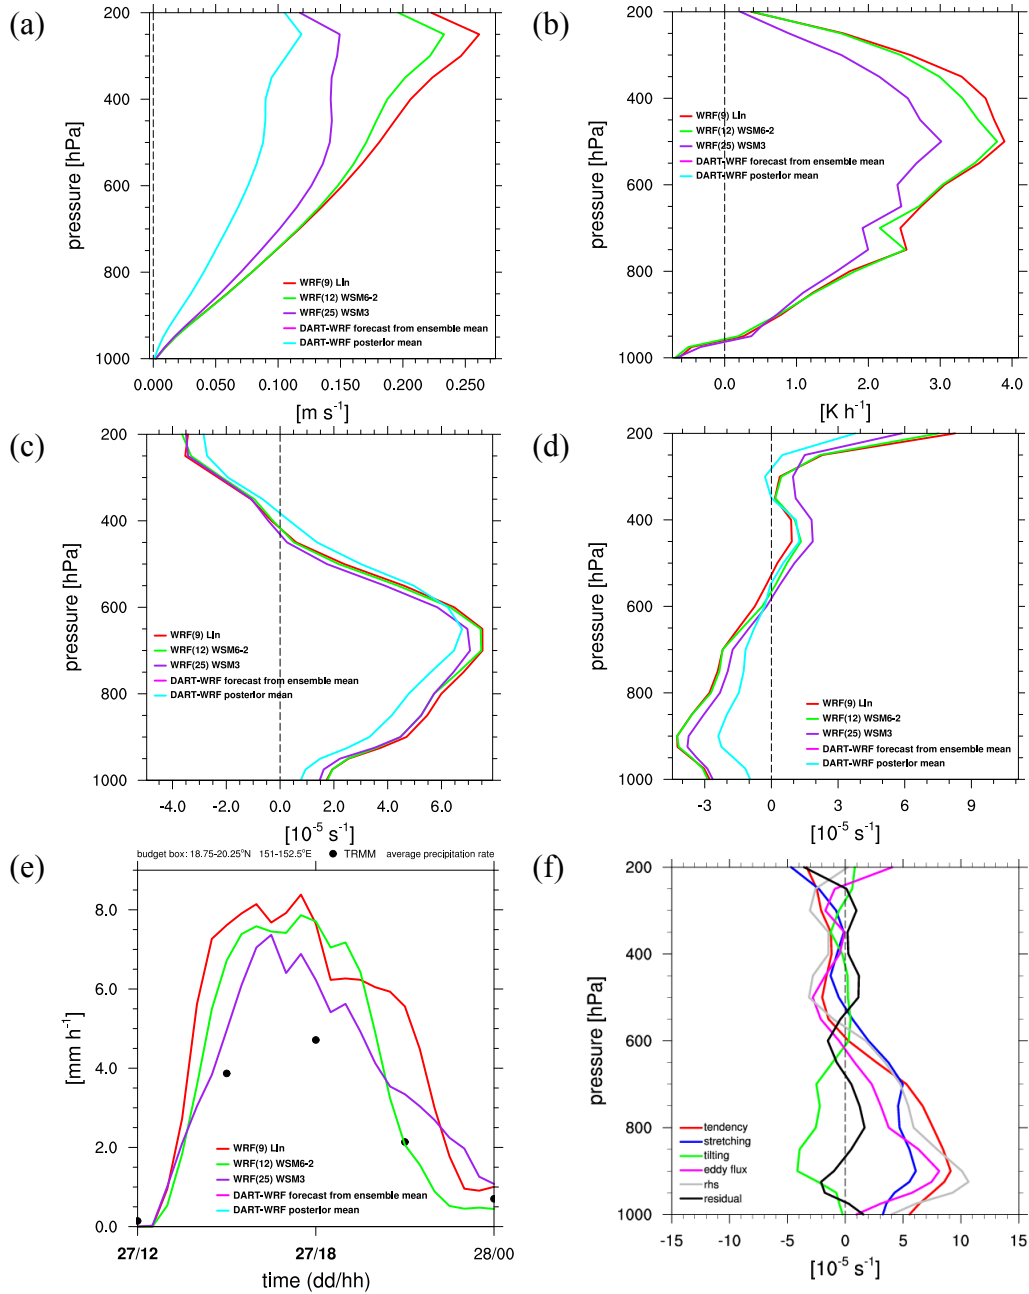 (a)
200
400
600
800
1000
pressure [hPa]
WRF(9) Lin
WRF(12) WSM6-2
WRF(25) WSM3
DART-WRF forecast from ensemble mean
DART-WRF posterior mean
0.000 0.050 0.100 0.150 0.200 0.250
[m s⁻¹]
(b)
200
400
600
800
1000
pressure [hPa]
WRF(9) Lin
WRF(12) WSM6-2
WRF(25) WSM3
DART-WRF forecast from ensemble mean
DART-WRF posterior mean
0.0 1.0 2.0 3.0 4.0
[K h⁻¹]
(c)
200
400
600
800
1000
pressure [hPa]
WRF(9) Lin
WRF(12) WSM6-2
WRF(25) WSM3
DART-WRF forecast from ensemble mean
DART-WRF posterior mean
-4.0 -2.0 0.0 2.0 4.0 6.0
[10⁻⁵ s⁻¹]
(d)
200
400
600
800
1000
pressure [hPa]
WRF(9) Lin
WRF(12) WSM6-2
WRF(25) WSM3
DART-WRF forecast from ensemble mean
DART-WRF posterior mean
-3 0 3 6 9
[10⁻⁵ s⁻¹]
(e)
budget box: 18.75-20.25°N 151-152.5°E TRMM average precipitation rate
8.0
6.0
4.0
2.0
0.0
[mm h⁻¹]
WRF(9) Lin
WRF(12) WSM6-2
WRF(25) WSM3
DART-WRF forecast from ensemble mean
DART-WRF posterior mean
27/12 27/18 28/00
time (dd/hh)
(f)
200
400
600
800
1000
pressure [hPa]
tendency
stretching
tilting
eddy flux
rhs
residual
-15 -10 -5 0 5 10 15
[10⁻⁵ s⁻¹]